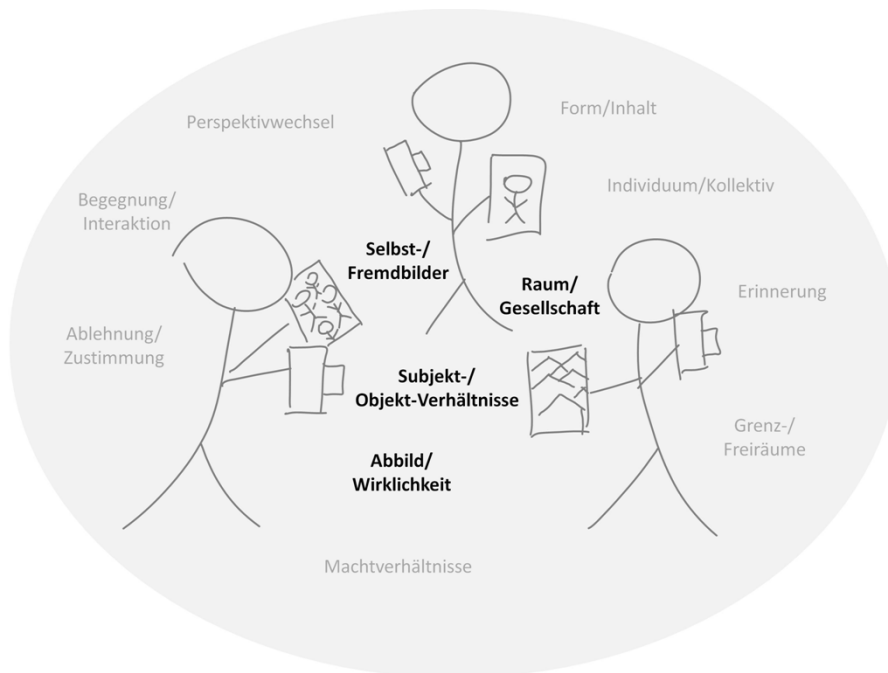 Perspektivwechsel
Form/Inhalt
Begegnung/
Interaktion
Individuum/Kollektiv
Selbst-/
Fremdbilder
Raum/
Gesellschaft
Erinnerung
Ablehnung/
Zustimmung
Subjekt-/
Objekt-Verhältnisse
Grenz-/
Freiräume
Abbild/
Wirklichkeit
Machtverhältnisse